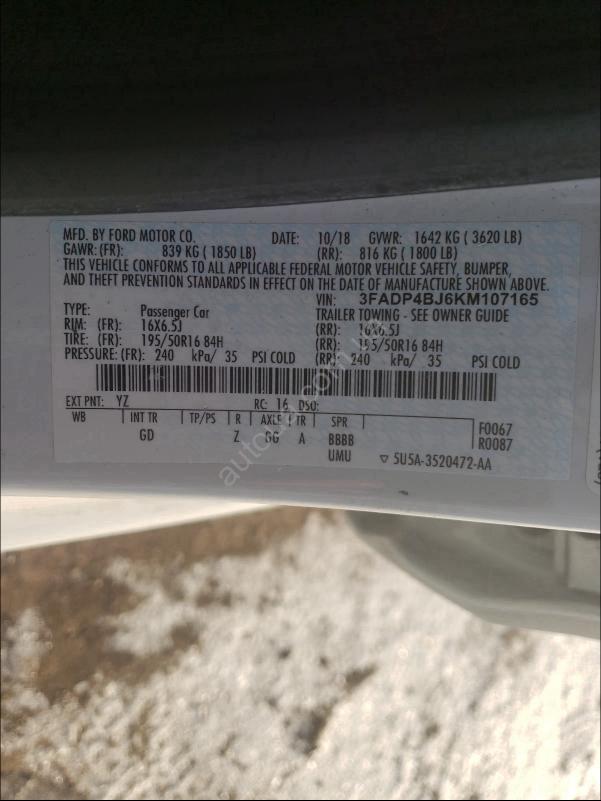 MFD. BY FORD MOTOR CO. DATE: 10/18 GVWR: 1642 KG ( 3620 LB)
GAWR: (FR): 839 KG ( 1850 LB) (RR): 816 KG ( 1800 LB)
THIS VEHICLE CONFORMS TO ALL APPLICABLE FEDERAL MOTOR VEHICLE SAFETY, BUMPER,
AND THEFT PREVENTION STANDARDS IN EFFECT ON THE DATE OF MANUFACTURE SHOWN ABOVE.
VIN: 3FADP4BJ6KM107165
TYPE: Passenger Car TRAILER TOWING - SEE OWNER GUIDE
RIM: (FR) 16X6.5J (RR): 16X6.5J
TIRE: (FR): 195/50R16 84H (RR): 195/50R16 84H
PRESSURE: (FR): 240 kPa/ 35 PSI COLD (RR): 240 kPa/ 35 PSI COLD
EXT PNT: YZ RC: 16 DSO:
WB INT TR TP/PS R AXLE TR SPR F0067
GD Z GG A BBBB R0087
UMU ▽ 5U5A-3520472-AA